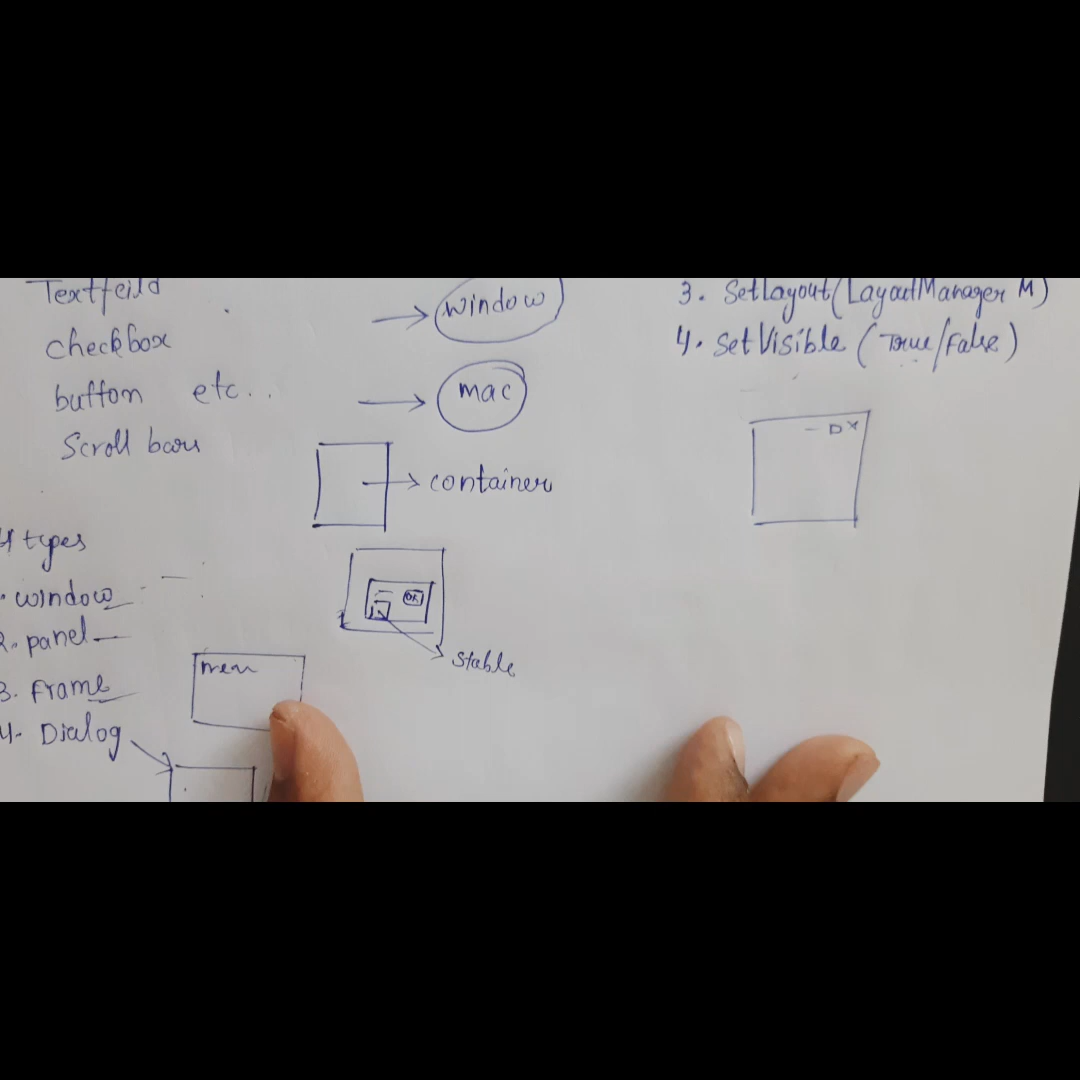 Textfeild
checkbox
button etc..
Scroll bars
window
mac
container
4 types
window
2. panel
3. Frame
4. Dialog
menu
OK
Stable
3. SetLayout(LayoutManager M)
4. SetVisible (True/False)